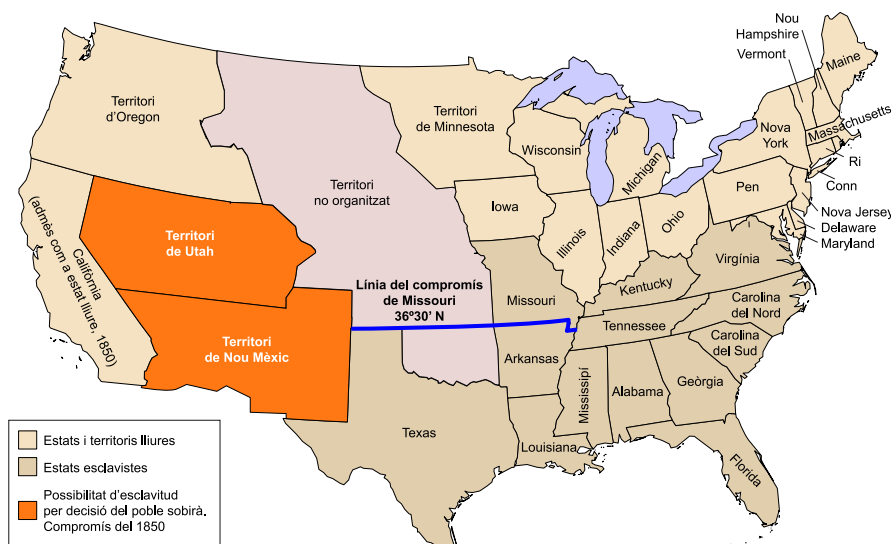 Nou
Hampshire
Vermont
Maine
Territori
d’Oregon
Territori
de Minnesota
Massachusetts
Nova
York
Wisconsin
Michigan
Ri
Conn
Territori
no organitzat
Pen
Iowa
Nova Jersey
Delaware
Maryland
Illinois
Indiana
Ohio
Territori
de Utah
Califòrnia
(admès com a estat lliure, 1850)
Virgínia
Línia del compromís
de Missouri
36º30’ N
Missouri
Kentucky
Carolina
del Nord
Tennessee
Territori
de Nou Mèxic
Arkansas
Carolina
del Sud
Mississipí
Alabama
Geòrgia
Texas
Louisiana
Florida
Estats i territoris lliures
Estats esclavistes
Possibilitat d’esclavitud
per decisió del poble sobirà.
Compromís del 1850